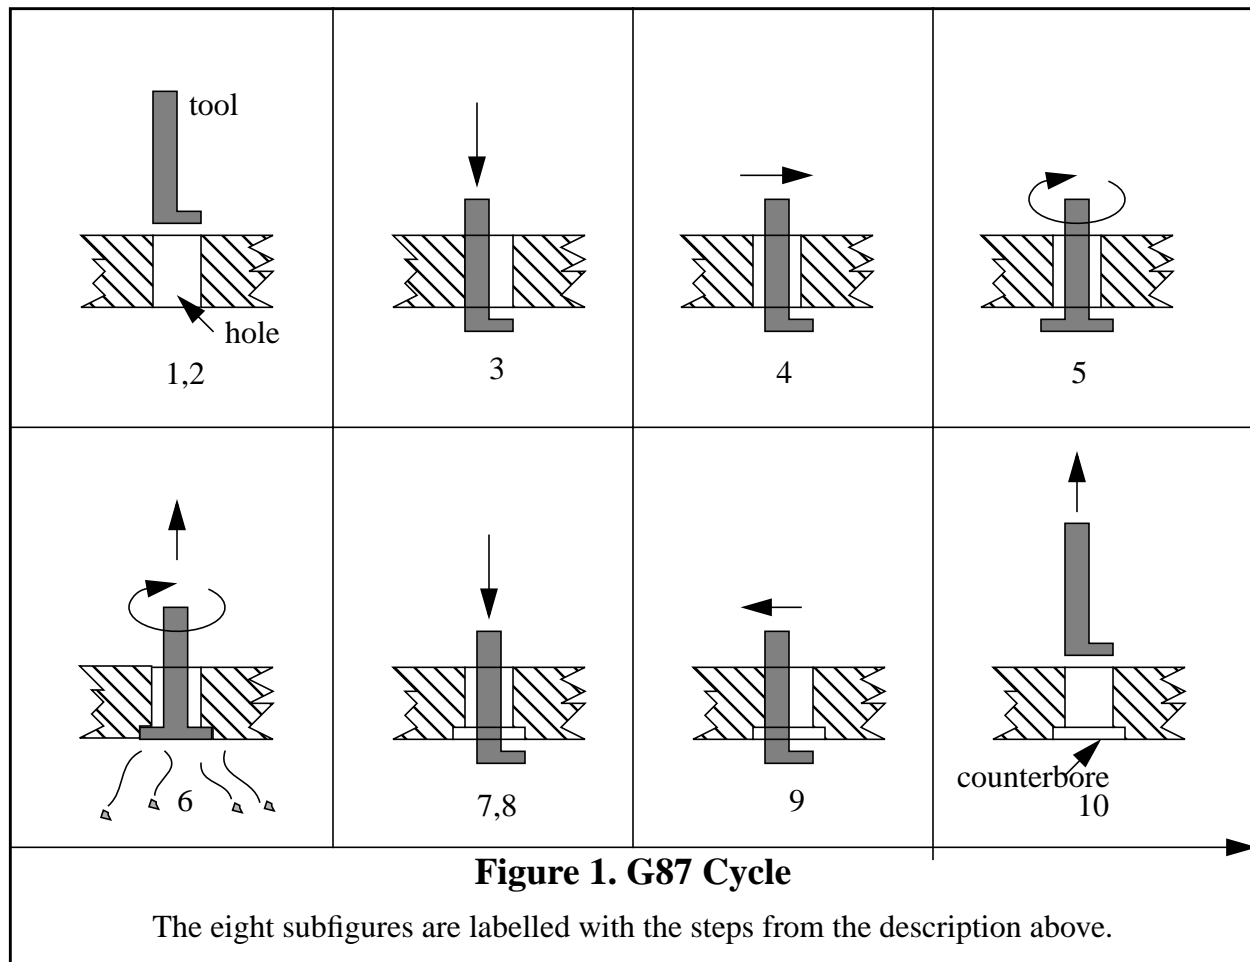 tool
hole
1,2
3
4
5
6
7,8
9
counterbore
10
Figure 1. G87 Cycle
The eight subfigures are labelled with the steps from the description above.